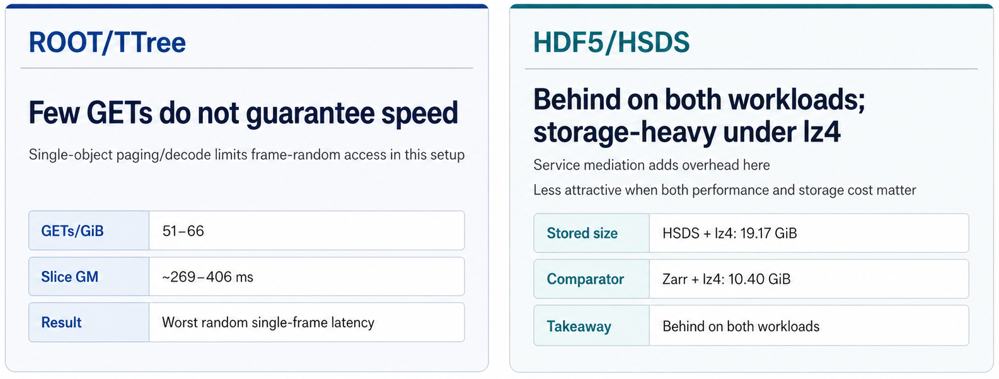 ROOT/TTree
Few GETs do not guarantee speed
Single-object paging/decode limits frame-random access in this setup
GETs/GiB 51–66
Slice GM ~269–406 ms
Result Worst random single-frame latency
HDF5/HSDS
Behind on both workloads;
storage-heavy under lz4
Service mediation adds overhead here
Less attractive when both performance and storage cost matter
Stored size HSDS + lz4: 19.17 GiB
Comparator Zarr + lz4: 10.40 GiB
Takeaway Behind on both workloads